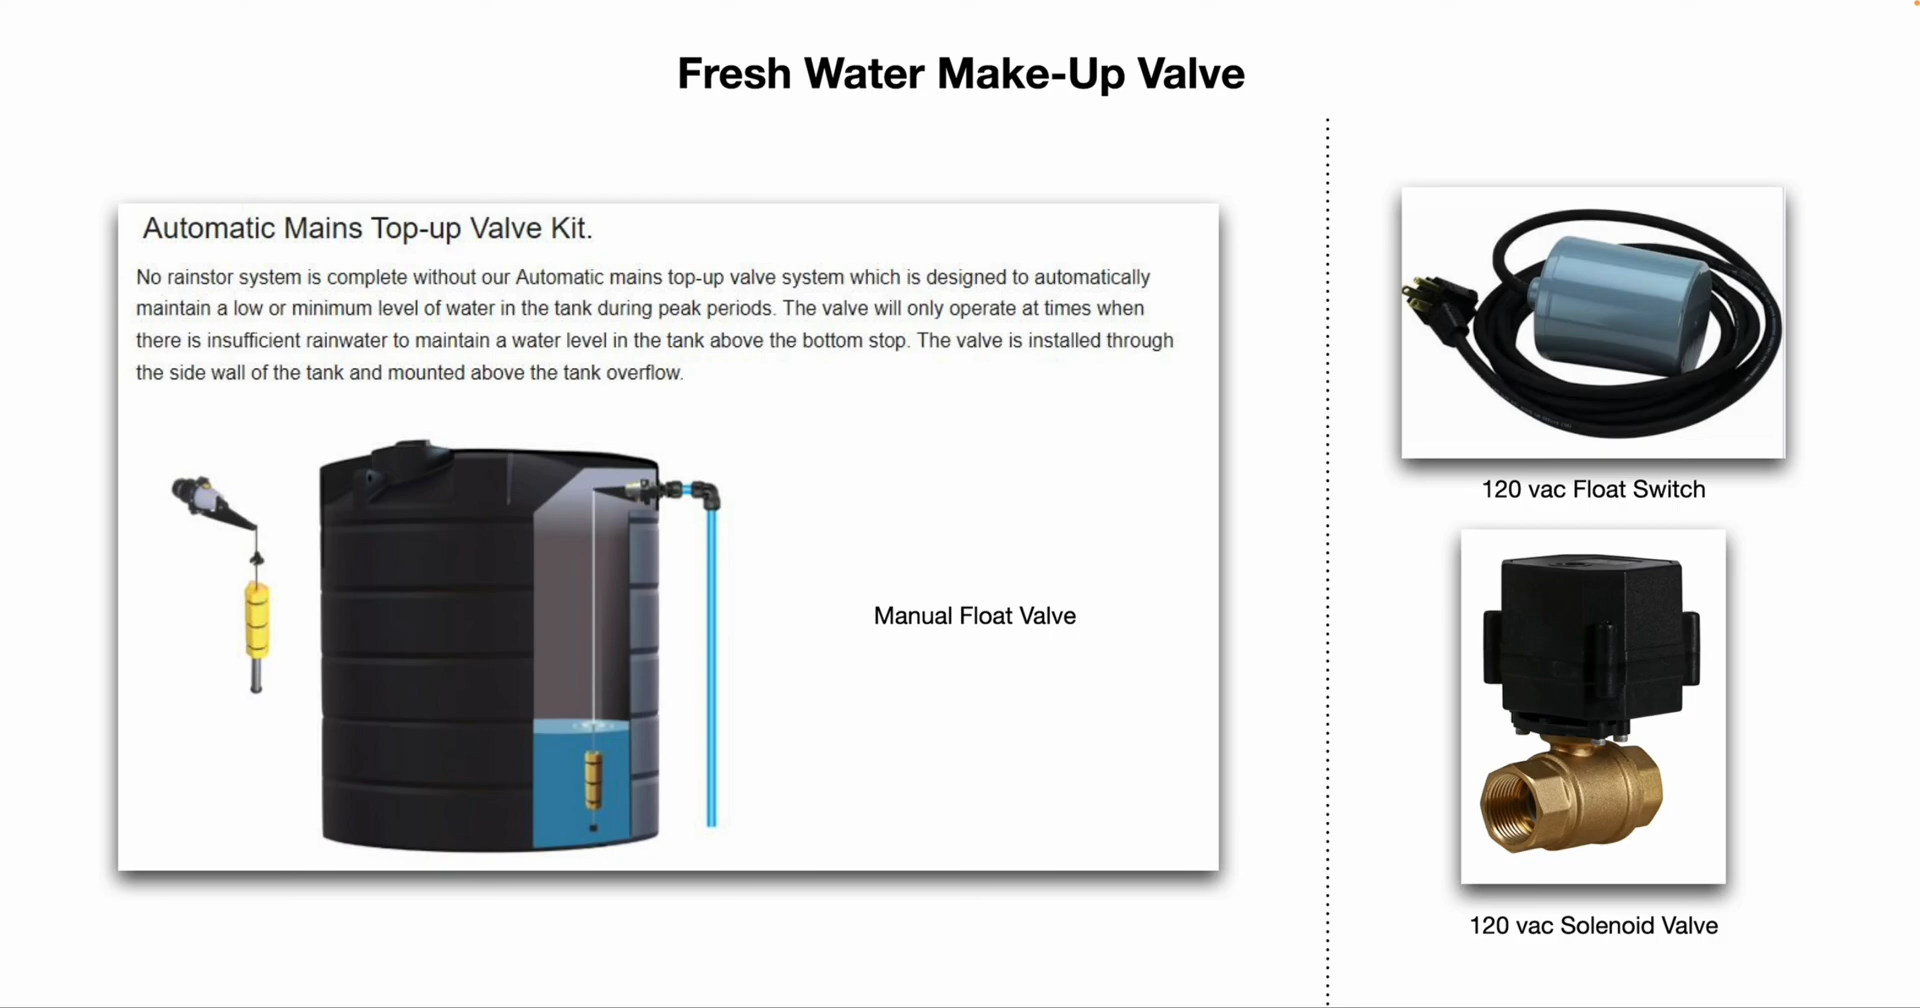 Fresh Water Make-Up Valve
Automatic Mains Top-up Valve Kit.
No rainstor system is complete without our Automatic mains top-up valve system which is designed to automatically
maintain a low or minimum level of water in the tank during peak periods. The valve will only operate at times when
there is insufficient rainwater to maintain a water level in the tank above the bottom stop. The valve is installed through
the side wall of the tank and mounted above the tank overflow.
Manual Float Valve
120 vac Float Switch
120 vac Solenoid Valve